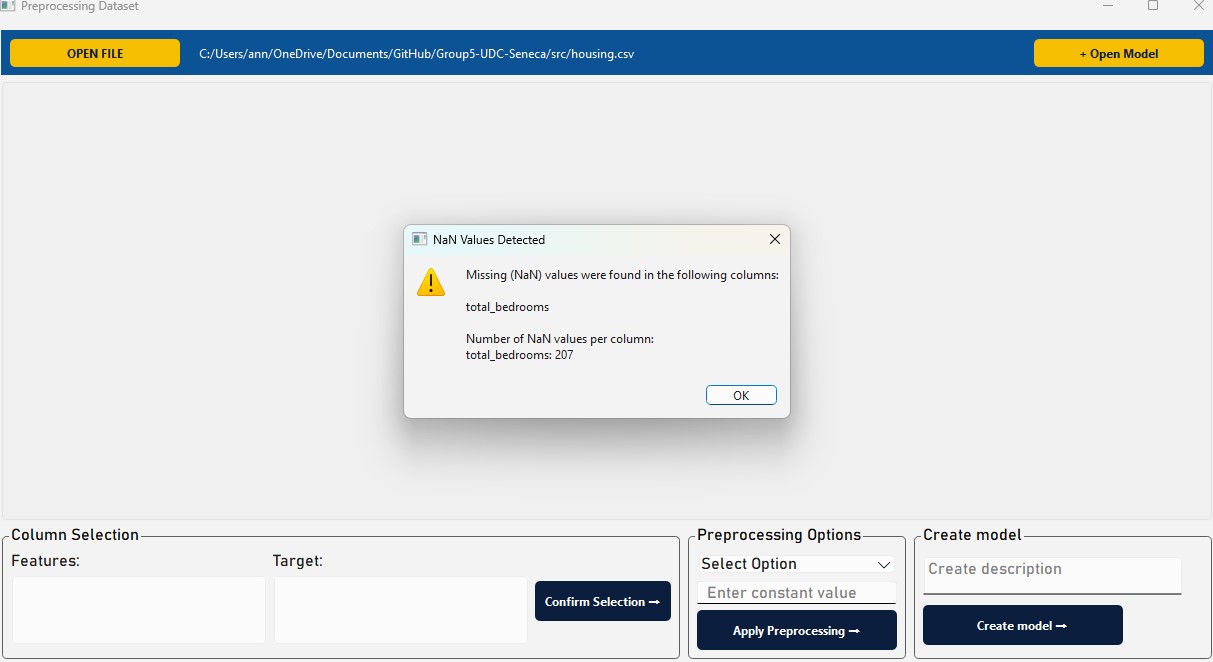 Preprocessing Dataset
OPEN FILE
C:/Users/ann/OneDrive/Documents/GitHub/Group5-UDC-Seneca/src/housing.csv
+ Open Model
NaN Values Detected
Missing (NaN) values were found in the following columns:
total_bedrooms
Number of NaN values per column:
total_bedrooms: 207
OK
Column Selection
Features:
Target:
Confirm Selection →
Preprocessing Options
Select Option
Enter constant value
Apply Preprocessing →
Create model
Create description
Create model →